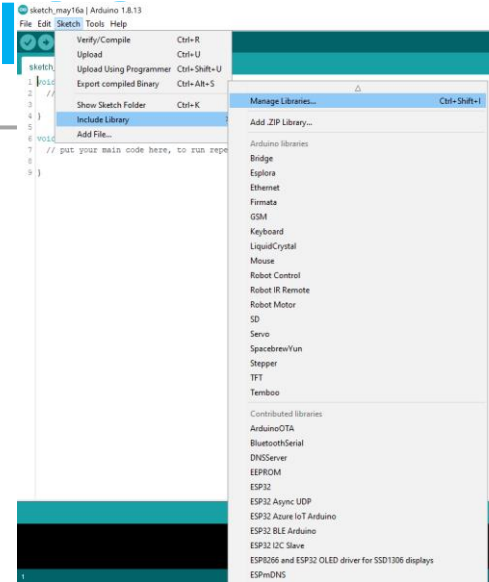 sketch_may16a | Arduino 1.8.13
File Edit Sketch Tools Help
Verify/Compile Ctrl+R
Upload Ctrl+U
Upload Using Programmer Ctrl+Shift+U
Export compiled Binary Ctrl+Alt+S
Show Sketch Folder Ctrl+K
Include Library
Add File...
1
2 //
3
4 }
5
6 void
7 // put your main code here, to run repe
8
9 }
Manage Libraries... Ctrl+Shift+I
Add .ZIP Library...
Arduino libraries
Bridge
Esplora
Ethernet
Firmata
GSM
Keyboard
LiquidCrystal
Mouse
Robot Control
Robot IR Remote
Robot Motor
SD
Servo
SpacebrewYun
Stepper
TFT
Temboo
Contributed libraries
ArduinoOTA
BluetoothSerial
DNSServer
EEPROM
ESP32
ESP32 Async UDP
ESP32 Azure IoT Arduino
ESP32 BLE Arduino
ESP32 I2C Slave
ESP8266 and ESP32 OLED driver for SSD1306 displays
ESPmDNS
1